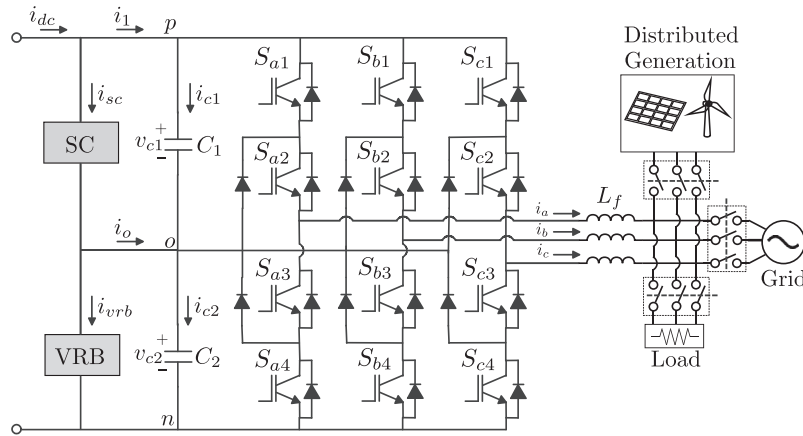 i_dc
i_1
p
S_a1
S_b1
S_c1
Distributed
Generation
i_sc
i_c1
SC
+
v_c1
-
C_1
S_a2
S_b2
S_c2
i_a
L_f
i_o
o
i_b
i_c
Grid
S_a3
S_b3
S_c3
i_vrb
i_c2
VRB
+
v_c2
-
C_2
S_a4
S_b4
S_c4
Load
n